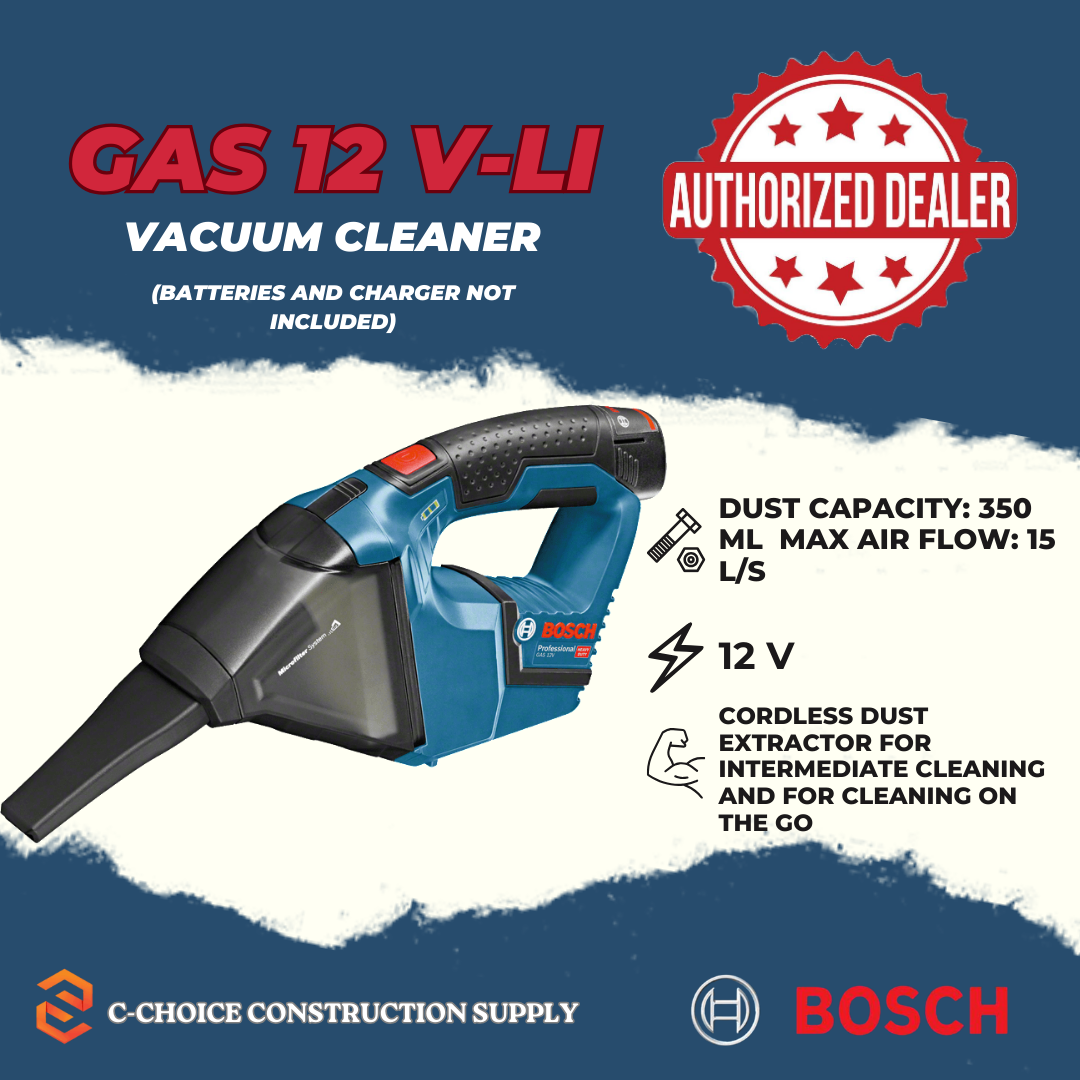 GAS 12 V-LI
VACUUM CLEANER
(BATTERIES AND CHARGER NOT
INCLUDED)
AUTHORIZED DEALER
DUST CAPACITY: 350
ML  MAX AIR FLOW: 15
L/S
12 V
CORDLESS DUST
EXTRACTOR FOR
INTERMEDIATE CLEANING
AND FOR CLEANING ON
THE GO
Microfilter System
BOSCH
Professional HEAVY
DUTY
GAS 12V
C-CHOICE CONSTRUCTION SUPPLY
BOSCH